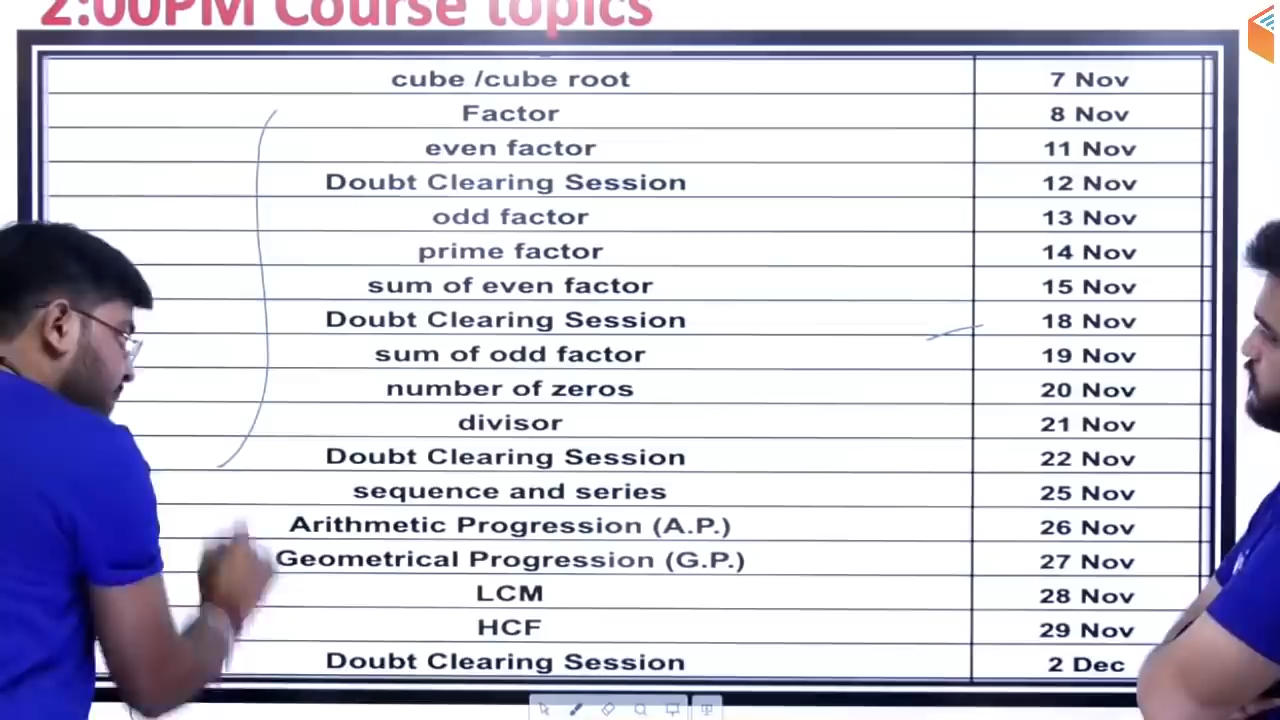 2:00PM Course topics
cube /cube root 7 Nov
Factor 8 Nov
even factor 11 Nov
Doubt Clearing Session 12 Nov
odd factor 13 Nov
prime factor 14 Nov
sum of even factor 15 Nov
Doubt Clearing Session 18 Nov
sum of odd factor 19 Nov
number of zeros 20 Nov
divisor 21 Nov
Doubt Clearing Session 22 Nov
sequence and series 25 Nov
Arithmetic Progression (A.P.) 26 Nov
Geometrical Progression (G.P.) 27 Nov
LCM 28 Nov
HCF 29 Nov
Doubt Clearing Session 2 Dec